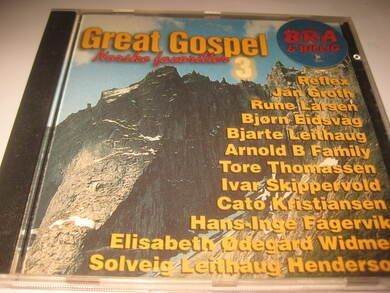 Great Gospel
Norske favoritter
3
BRA
& BILLIG
Reflex
Jan Groth
Rune Larsen
Bjørn Eidsvåg
Bjarte Leithaug
Arnold B Family
Tore Thomassen
Ivar Skippervold
Cato Kristiansen
Hans-Inge Fagervik
Elisabeth Ødegård Widme
Solveig Leithaug Henderso